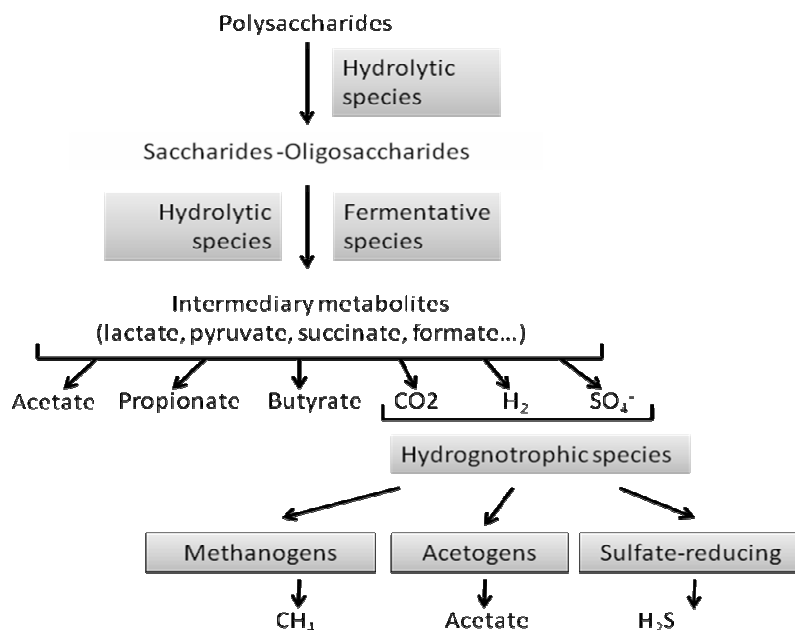 Polysaccharides
Hydrolytic
species
Saccharides-Oligosaccharides
Hydrolytic
species
Fermentative
species
Intermediary metabolites
(lactate, pyruvate, succinate, formate...)
Acetate Propionate Butyrate CO2 H₂ SO₄⁻
Hydrognotrophic species
Methanogens Acetogens Sulfate-reducing
CH₄ Acetate H₂S